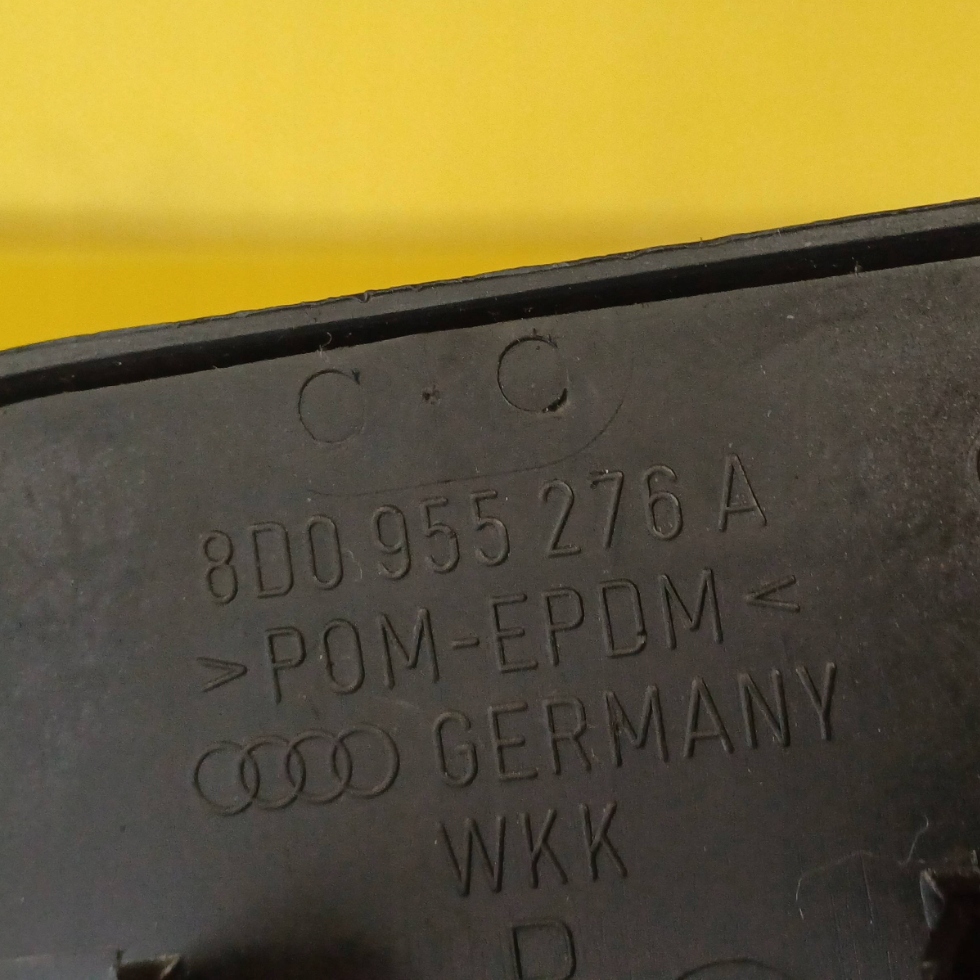 C . C
8D0 955 276 A
>POM-EPDM<
GERMANY
WKK